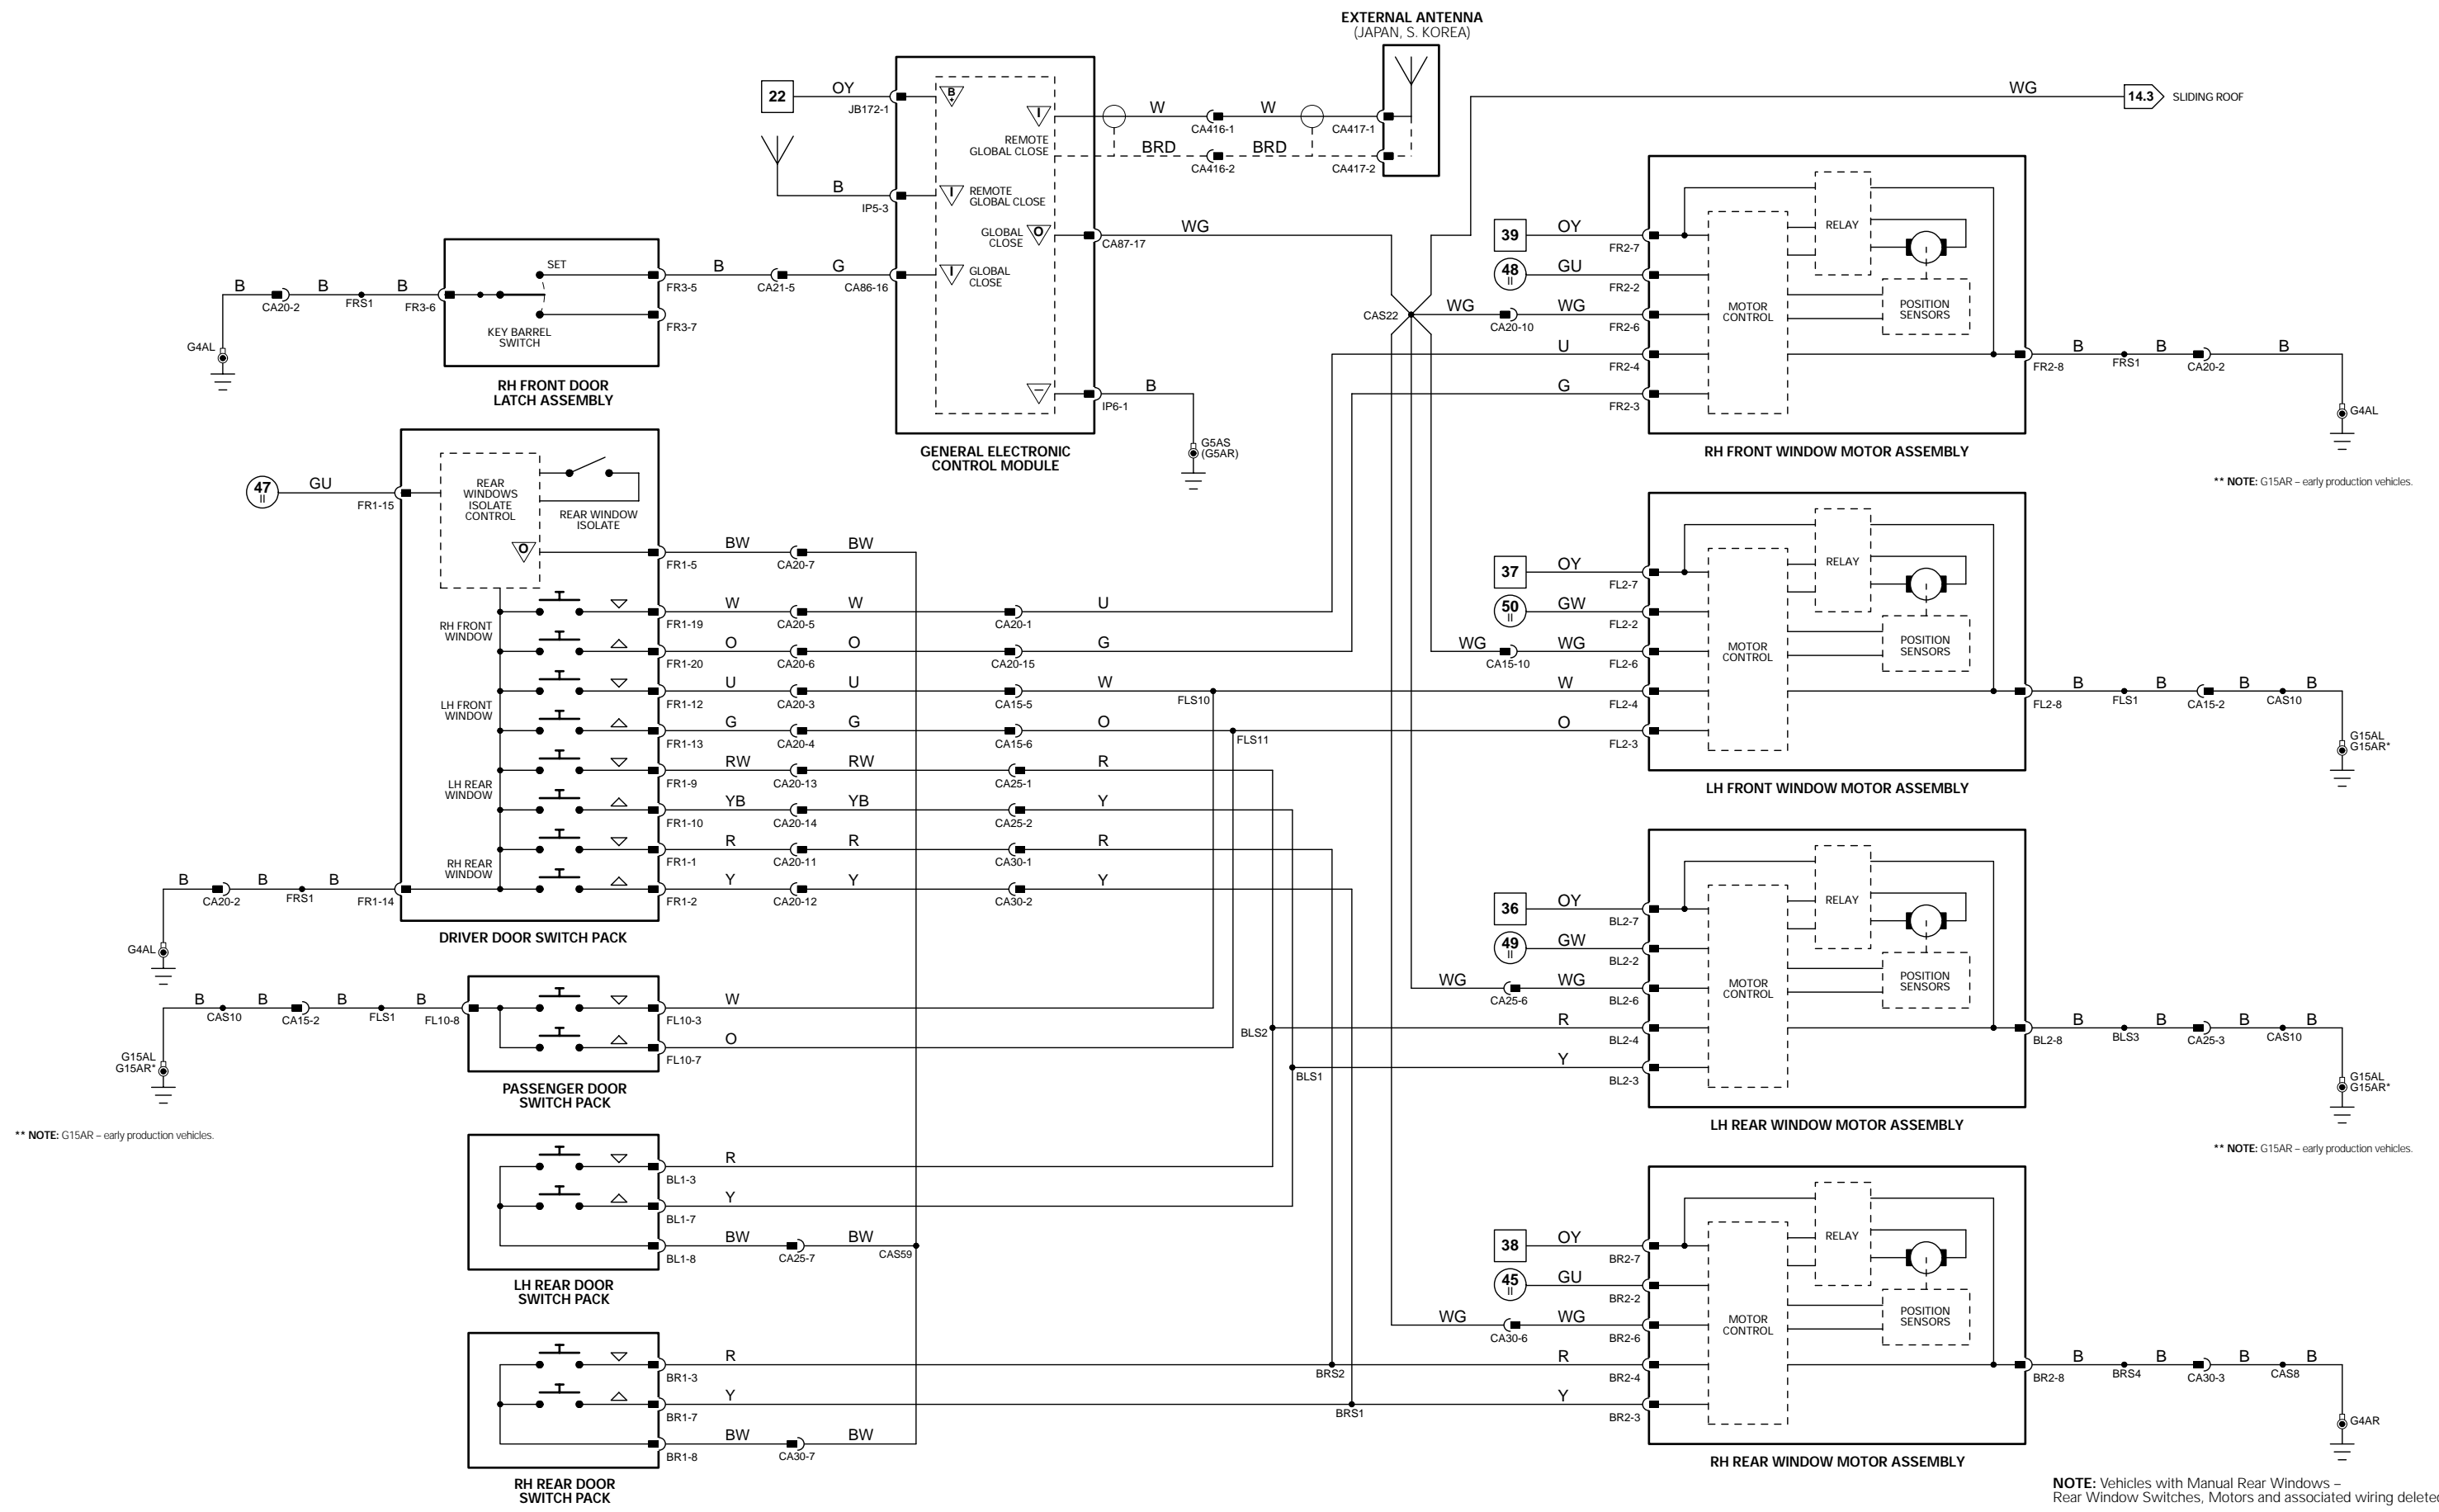 EXTERNAL ANTENNA
(JAPAN, S. KOREA)
22
OY
JB172-1
B
+
I
REMOTE
GLOBAL CLOSE
W
CA416-1
W
CA417-1
BRD
CA416-2
BRD
CA417-2
WG
14.3
SLIDING ROOF
B
IP5-3
I
REMOTE
GLOBAL CLOSE
GLOBAL
CLOSE
O
CA87-17
WG
B
CA20-2
B
FRS1
B
FR3-6
G4AL
SET
KEY BARREL
SWITCH
FR3-5
FR3-7
B
CA21-5
G
CA86-16
I
GLOBAL
CLOSE
RH FRONT DOOR
LATCH ASSEMBLY
IP6-1
B
G5AS
(G5AR)
GENERAL ELECTRONIC
CONTROL MODULE
CAS22
39
OY
FR2-7
48
II
GU
FR2-2
WG
CA20-10
WG
FR2-6
U
FR2-4
G
FR2-3
RELAY
MOTOR
CONTROL
POSITION
SENSORS
FR2-8
B
FRS1
B
CA20-2
B
G4AL
RH FRONT WINDOW MOTOR ASSEMBLY
** NOTE: G15AR – early production vehicles.
47
II
GU
FR1-15
REAR
WINDOWS
ISOLATE
CONTROL
REAR WINDOW
ISOLATE
O
FR1-5
BW
CA20-7
BW
RH FRONT
WINDOW
FR1-19
W
CA20-5
W
CA20-1
U
FR1-20
O
CA20-6
O
CA20-15
G
LH FRONT
WINDOW
FR1-12
U
CA20-3
U
CA15-5
W
FLS10
FR1-13
G
CA20-4
G
CA15-6
O
FLS11
LH REAR
WINDOW
FR1-9
RW
CA20-13
RW
CA25-1
R
FR1-10
YB
CA20-14
YB
CA25-2
Y
RH REAR
WINDOW
FR1-1
R
CA20-11
R
CA30-1
R
FR1-2
Y
CA20-12
Y
CA30-2
Y
B
CA20-2
B
FRS1
B
FR1-14
G4AL
DRIVER DOOR SWITCH PACK
37
OY
FL2-7
50
II
GW
FL2-2
WG
CA15-10
WG
FL2-6
W
FL2-4
O
FL2-3
RELAY
MOTOR
CONTROL
POSITION
SENSORS
FL2-8
B
FLS1
B
CA15-2
B
CAS10
B
G15AL
G15AR*
LH FRONT WINDOW MOTOR ASSEMBLY
B
CAS10
B
CA15-2
B
FLS1
B
FL10-8
G15AL
G15AR*
FL10-3
W
FL10-7
O
PASSENGER DOOR
SWITCH PACK
** NOTE: G15AR – early production vehicles.
BLS2
BLS1
36
OY
BL2-7
49
II
GW
BL2-2
WG
CA25-6
WG
BL2-6
R
BL2-4
Y
BL2-3
RELAY
MOTOR
CONTROL
POSITION
SENSORS
BL2-8
B
BLS3
B
CA25-3
B
CAS10
B
G15AL
G15AR*
LH REAR WINDOW MOTOR ASSEMBLY
** NOTE: G15AR – early production vehicles.
BL1-3
R
BL1-7
Y
BL1-8
BW
CA25-7
BW
CAS59
LH REAR DOOR
SWITCH PACK
BR1-3
R
BRS2
BR1-7
Y
BRS1
BR1-8
BW
CA30-7
BW
RH REAR DOOR
SWITCH PACK
38
OY
BR2-7
45
II
GU
BR2-2
WG
CA30-6
WG
BR2-6
R
BR2-4
Y
BR2-3
RELAY
MOTOR
CONTROL
POSITION
SENSORS
BR2-8
B
BRS4
B
CA30-3
B
CAS8
B
G4AR
RH REAR WINDOW MOTOR ASSEMBLY
NOTE: Vehicles with Manual Rear Windows –
Rear Window Switches, Motors and associated wiring